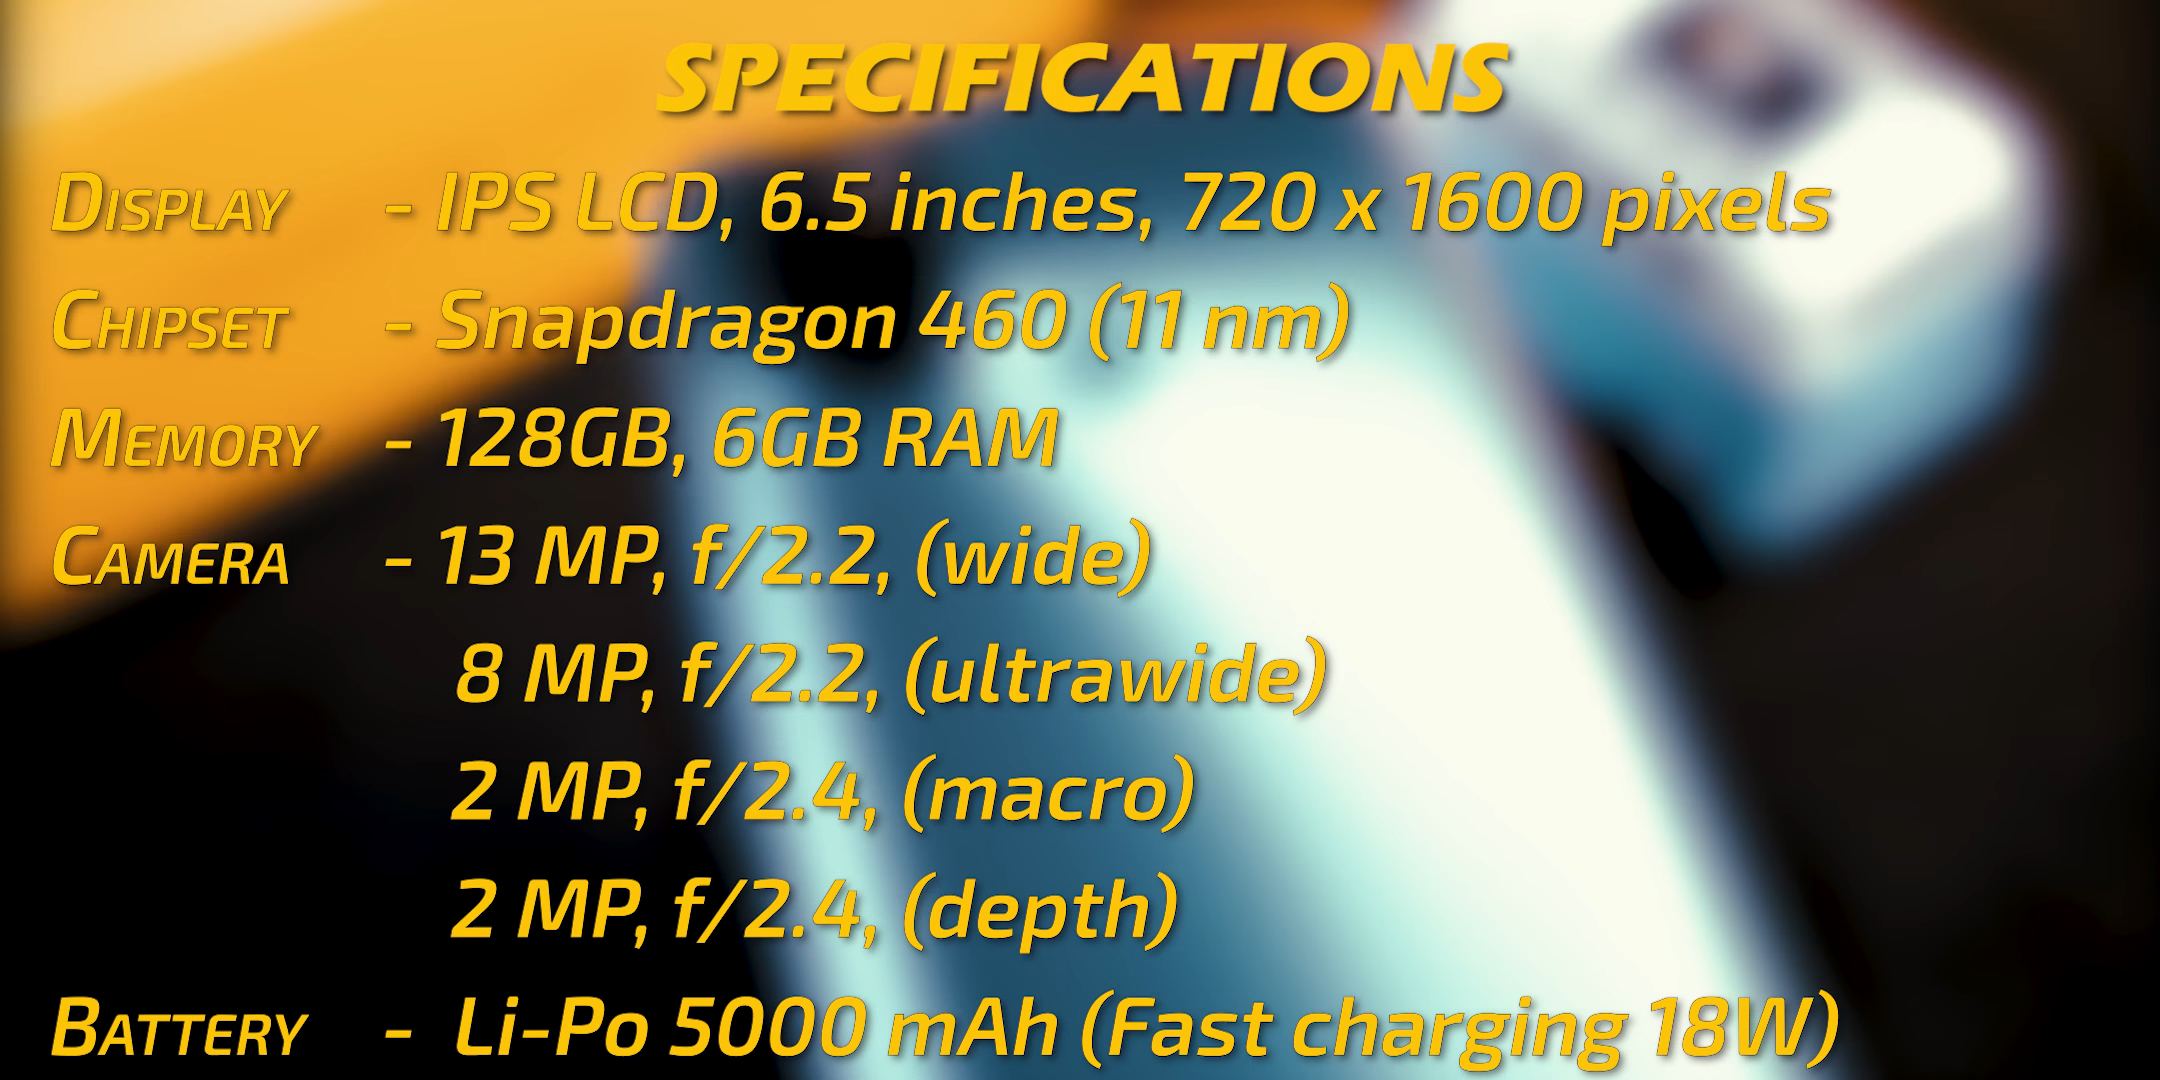 SPECIFICATIONS
DISPLAY - IPS LCD, 6.5 inches, 720 x 1600 pixels
CHIPSET - Snapdragon 460 (11 nm)
MEMORY - 128GB, 6GB RAM
CAMERA - 13 MP, f/2.2, (wide)
8 MP, f/2.2, (ultrawide)
2 MP, f/2.4, (macro)
2 MP, f/2.4, (depth)
BATTERY - Li-Po 5000 mAh (Fast charging 18W)